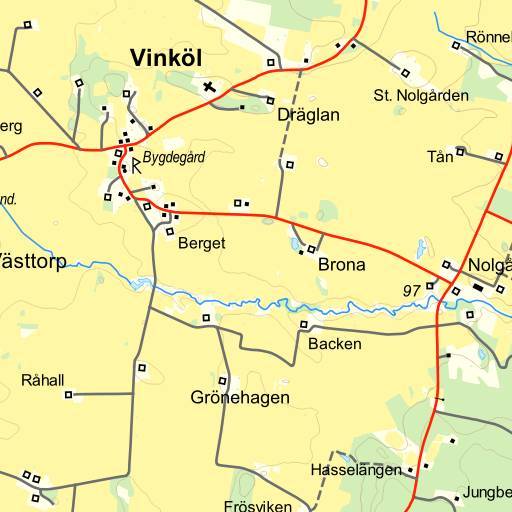 Rönne
Vinköl
St. Nolgården
Dräglan
erg
Bygdegård
R
Tån
nd.
Berget
Västtorp
Brona
Nolgå
97
Backen
Råhall
Grönehagen
Hasselängen
Jungbe
Frösviken